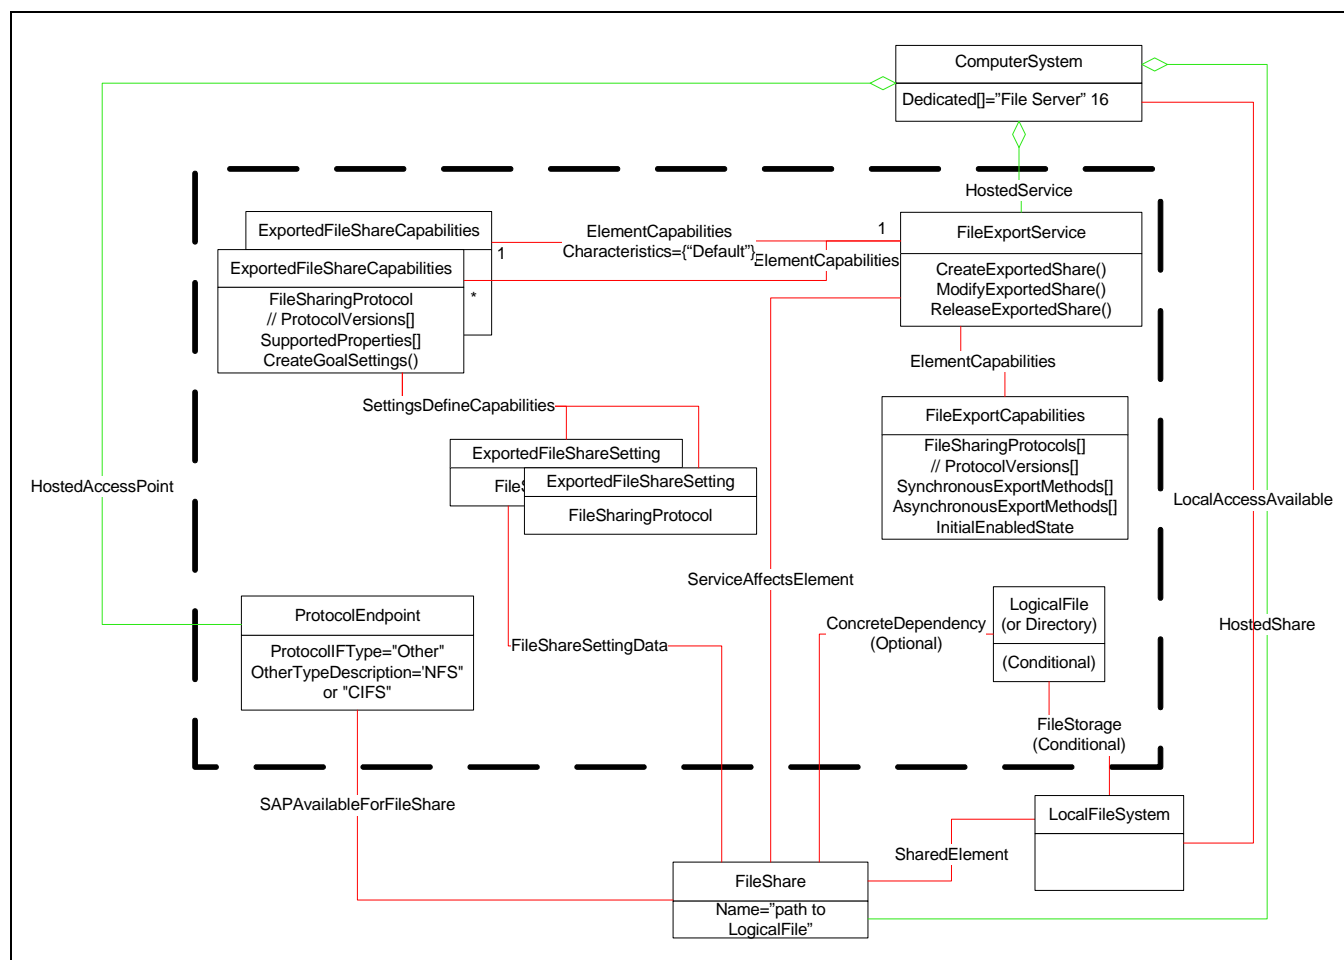 ComputerSystem
Dedicated[]=”File Server” 16
HostedService
ExportedFileShareCapabilities
ElementCapabilities
Characteristics={“Default”}
1
1
ElementCapabilities
FileExportService
CreateExportedShare()
ModifyExportedShare()
ReleaseExportedShare()
ExportedFileShareCapabilities
*
FileSharingProtocol
// ProtocolVersions[]
SupportedProperties[]
CreateGoalSettings()
ElementCapabilities
SettingsDefineCapabilities
FileExportCapabilities
FileSharingProtocols[]
// ProtocolVersions[]
SynchronousExportMethods[]
AsynchronousExportMethods[]
InitialEnabledState
ExportedFileShareSetting
FileS
ExportedFileShareSetting
FileSharingProtocol
HostedAccessPoint
LocalAccessAvailable
ServiceAffectsElement
ProtocolEndpoint
ProtocolIFType="Other"
OtherTypeDescription='NFS"
or "CIFS"
FileShareSettingData
ConcreteDependency
(Optional)
LogicalFile
(or Directory)
(Conditional)
HostedShare
FileStorage
(Conditional)
SAPAvailableForFileShare
LocalFileSystem
SharedElement
FileShare
Name=”path to
LogicalFile”